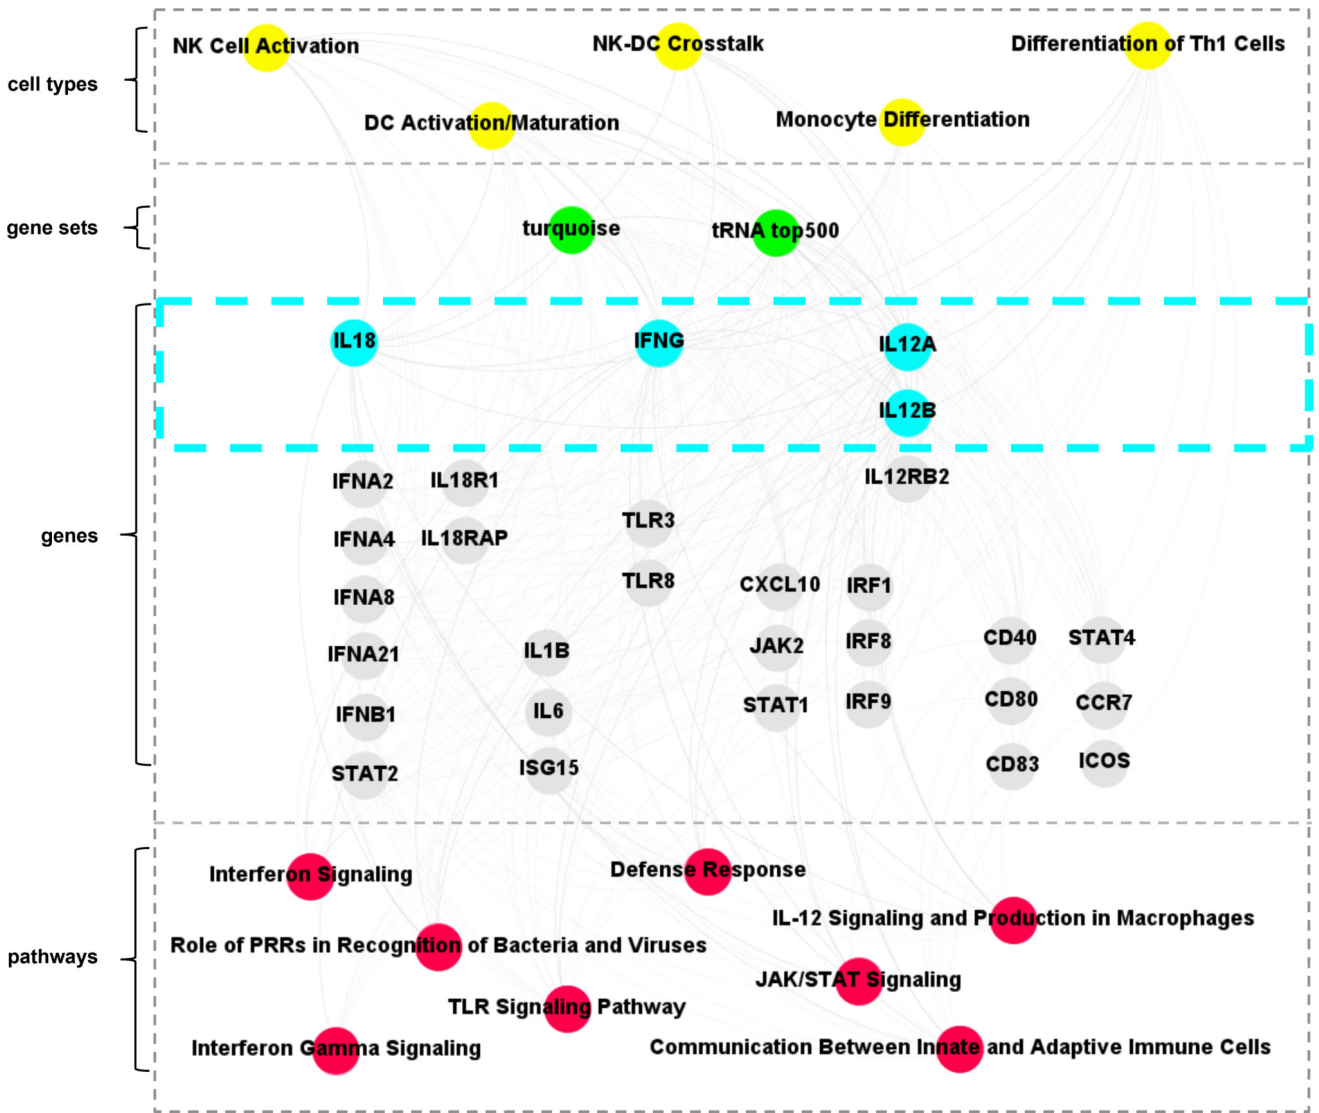 NK Cell Activation
NK-DC Crosstalk
Differentiation of Th1 Cells
cell types
DC Activation/Maturation
Monocyte Differentiation
gene sets
turquoise
tRNA top500
IL18
IFNG
IL12A
IL12B
genes
IFNA2
IL18R1
IL12RB2
IFNA4
IL18RAP
TLR3
IFNA8
TLR8
CXCL10
IRF1
IFNA21
IL1B
JAK2
IRF8
CD40
STAT4
IFNB1
IL6
STAT1
IRF9
CD80
CCR7
STAT2
ISG15
CD83
ICOS
pathways
Interferon Signaling
Defense Response
IL-12 Signaling and Production in Macrophages
Role of PRRs in Recognition of Bacteria and Viruses
JAK/STAT Signaling
TLR Signaling Pathway
Interferon Gamma Signaling
Communication Between Innate and Adaptive Immune Cells